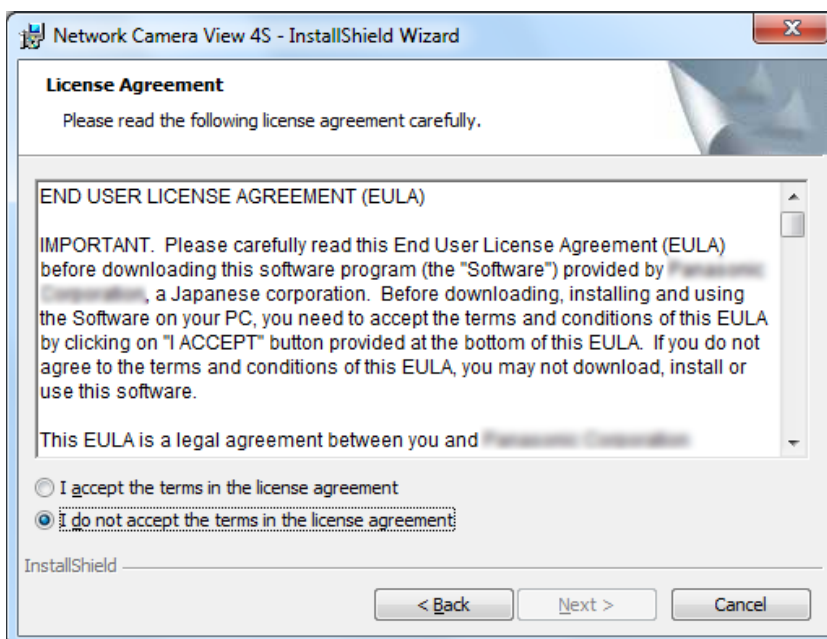 Network Camera View 4S - InstallShield Wizard
License Agreement
Please read the following license agreement carefully.
END USER LICENSE AGREEMENT (EULA)
IMPORTANT.  Please carefully read this End User License Agreement (EULA)
before downloading this software program (the "Software") provided by
, a Japanese corporation.  Before downloading, installing and using
the Software on your PC, you need to accept the terms and conditions of this EULA
by clicking on "I ACCEPT" button provided at the bottom of this EULA.  If you do not
agree to the terms and conditions of this EULA, you may not download, install or
use this software.
This EULA is a legal agreement between you and
I accept the terms in the license agreement
I do not accept the terms in the license agreement
InstallShield
< Back
Next >
Cancel